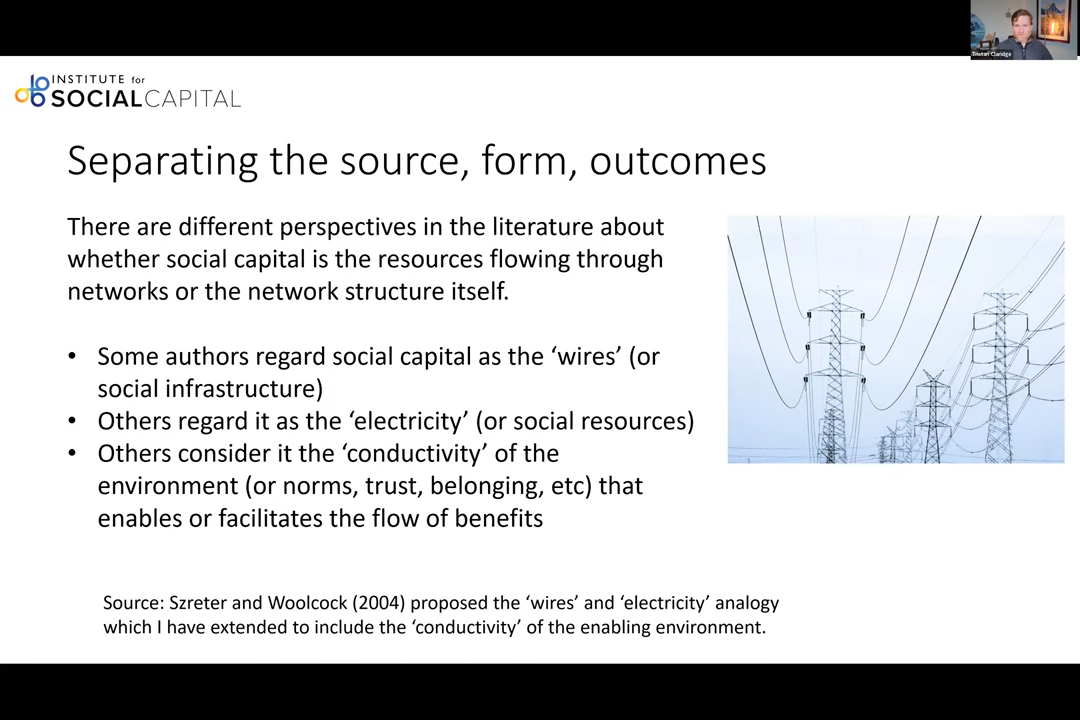 Tristan Claridge
INSTITUTE for
SOCIALCAPITAL
Separating the source, form, outcomes
There are different perspectives in the literature about
whether social capital is the resources flowing through
networks or the network structure itself.
• Some authors regard social capital as the ‘wires’ (or
social infrastructure)
• Others regard it as the ‘electricity’ (or social resources)
• Others consider it the ‘conductivity’ of the
environment (or norms, trust, belonging, etc) that
enables or facilitates the flow of benefits
Source: Szreter and Woolcock (2004) proposed the ‘wires’ and ‘electricity’ analogy
which I have extended to include the ‘conductivity’ of the enabling environment.